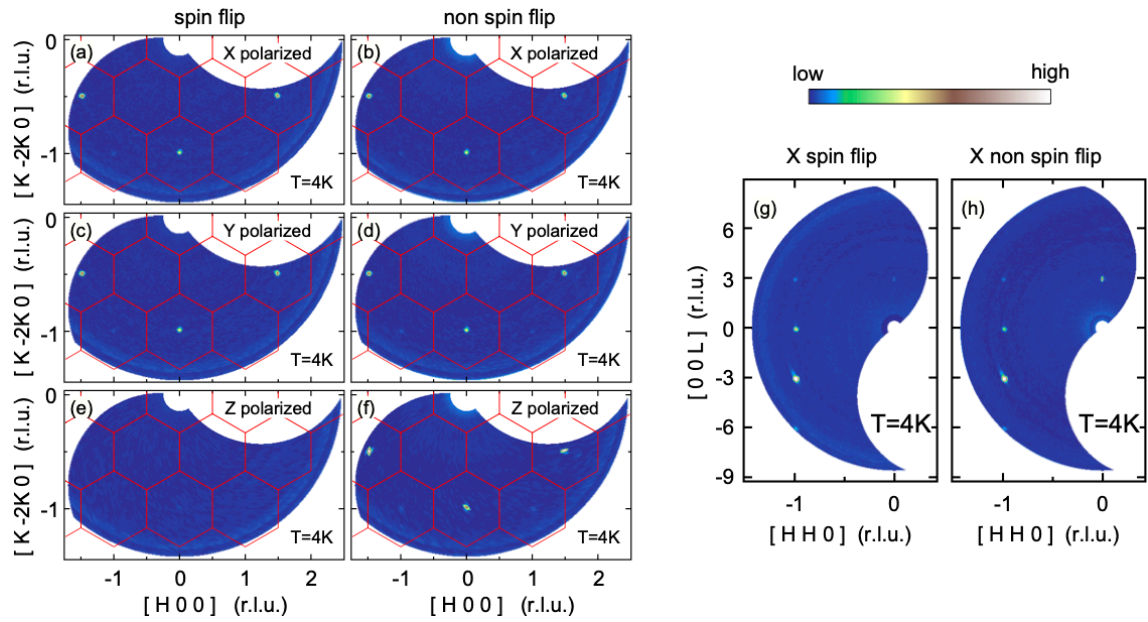 spin flip
non spin flip
(a)
X polarized
T=4K
0
-1
[ K -2K 0 ] (r.l.u.)
(b)
X polarized
T=4K
(c)
Y polarized
T=4K
0
-1
[ K -2K 0 ] (r.l.u.)
(d)
Y polarized
T=4K
(e)
Z polarized
T=4K
0
-1
[ K -2K 0 ] (r.l.u.)
(f)
Z polarized
T=4K
-1 0 1 2
[ H 0 0 ] (r.l.u.)
-1 0 1 2
[ H 0 0 ] (r.l.u.)
low
high
X spin flip
X non spin flip
(g)
T=4K
6
3
0
-3
-6
-9
[ 0 0 L ] (r.l.u.)
(h)
T=4K
-1 0
[ H H 0 ] (r.l.u.)
-1 0
[ H H 0 ] (r.l.u.)